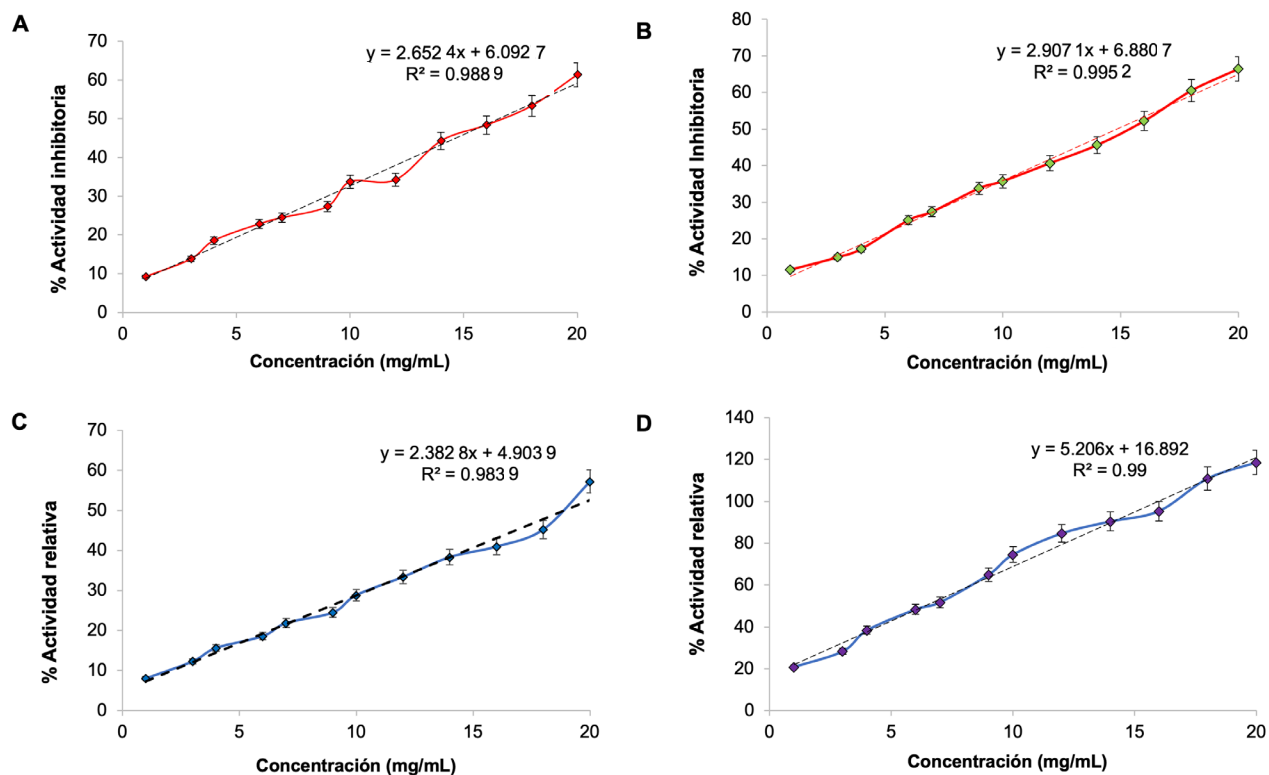 A
70
60
50
40
30
20
10
0
% Actividad inhibitoria
y = 2.652 4x + 6.092 7
R² = 0.988 9
0 5 10 15 20
Concentración (mg/mL)
B
80
70
60
50
40
30
20
10
0
% Actividad Inhibitoria
y = 2.907 1x + 6.880 7
R² = 0.995 2
0 5 10 15 20
Concentración (mg/mL)
C
70
60
50
40
30
20
10
0
% Actividad relativa
y = 2.382 8x + 4.903 9
R² = 0.983 9
0 5 10 15 20
Concentración (mg/mL)
D
140
120
100
80
60
40
20
0
% Actividad relativa
y = 5.206x + 16.892
R² = 0.99
0 5 10 15 20
Concentración (mg/mL)